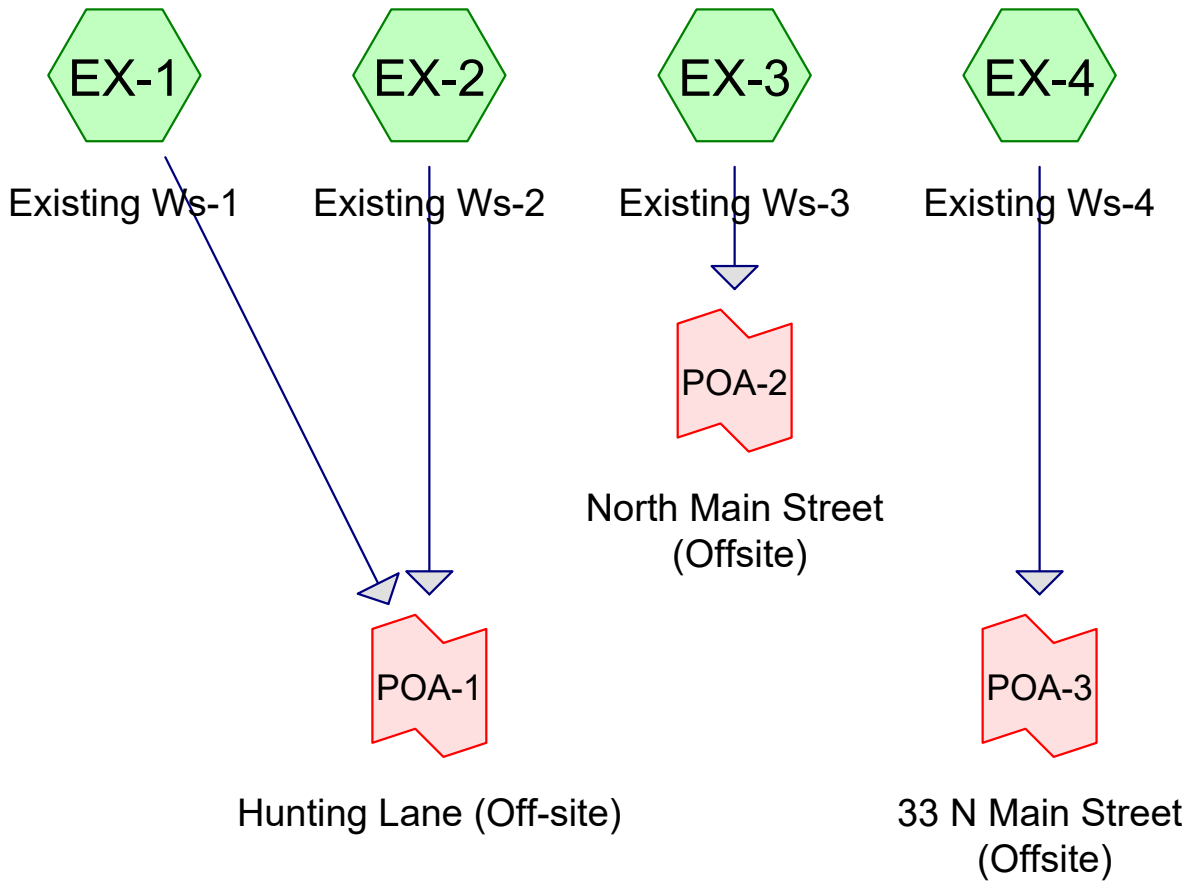 EX-1
EX-2
EX-3
EX-4
Existing Ws-1
Existing Ws-2
Existing Ws-3
Existing Ws-4
POA-2
North Main Street
(Offsite)
POA-1
POA-3
Hunting Lane (Off-site)
33 N Main Street
(Offsite)